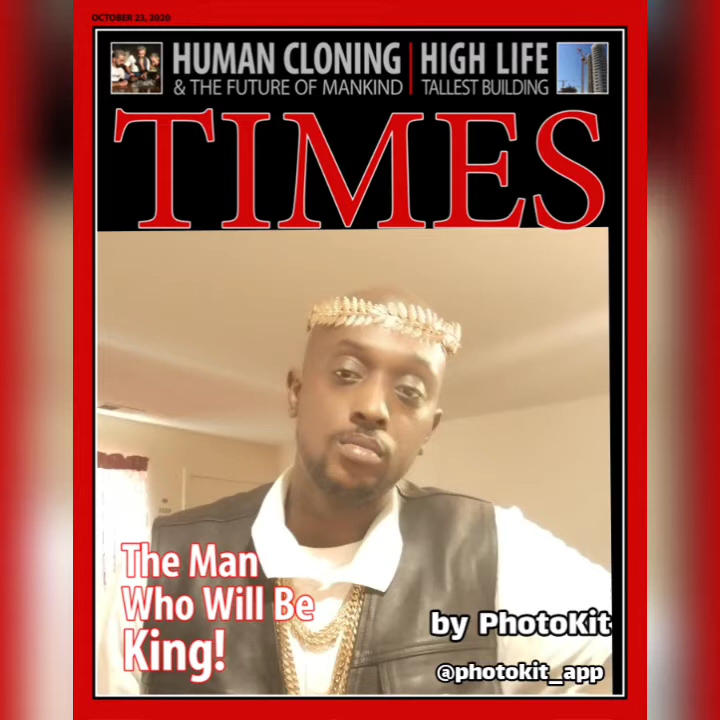 OCTOBER 23, 2020
HUMAN CLONING
& THE FUTURE OF MANKIND
HIGH LIFE
TALLEST BUILDING
TIMES
The Man
Who Will Be
King!
by PhotoKit
@photokit_app